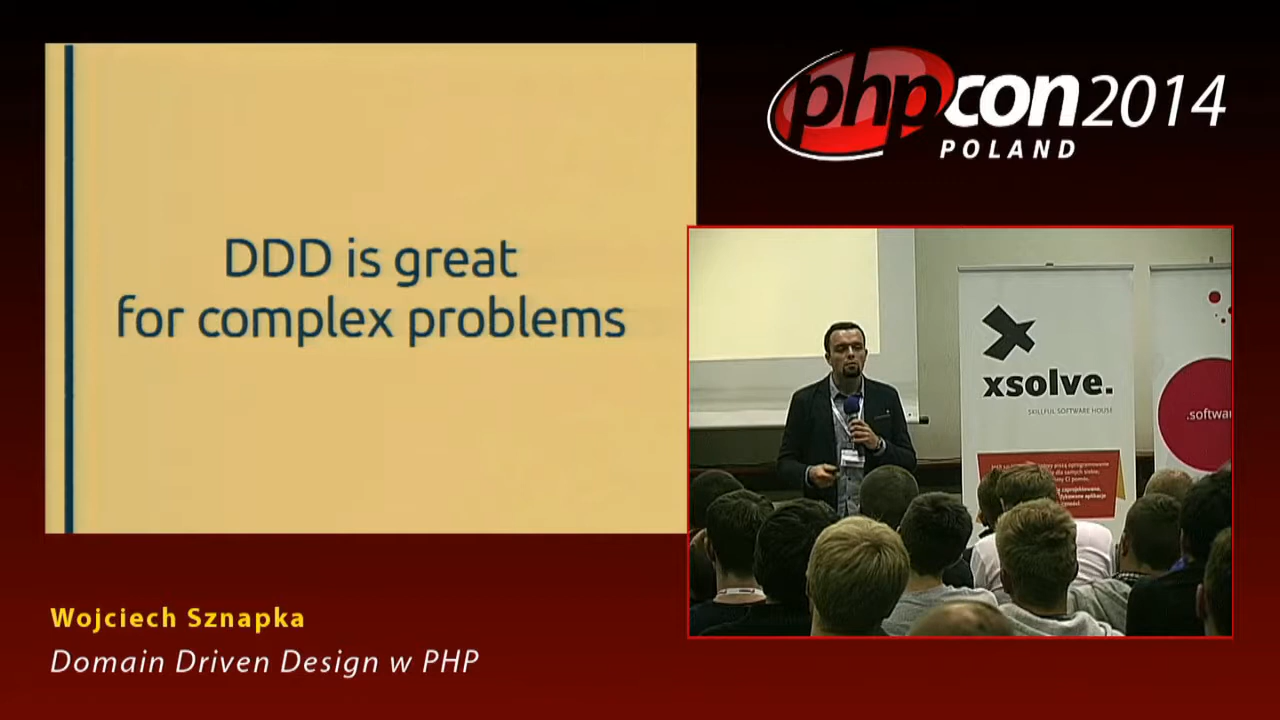 DDD is great
for complex problems
phpcon2014
POLAND
xsolve.
SKILLFUL SOFTWARE HOUSE
.softwa
Wojciech Sznapka
Domain Driven Design w PHP